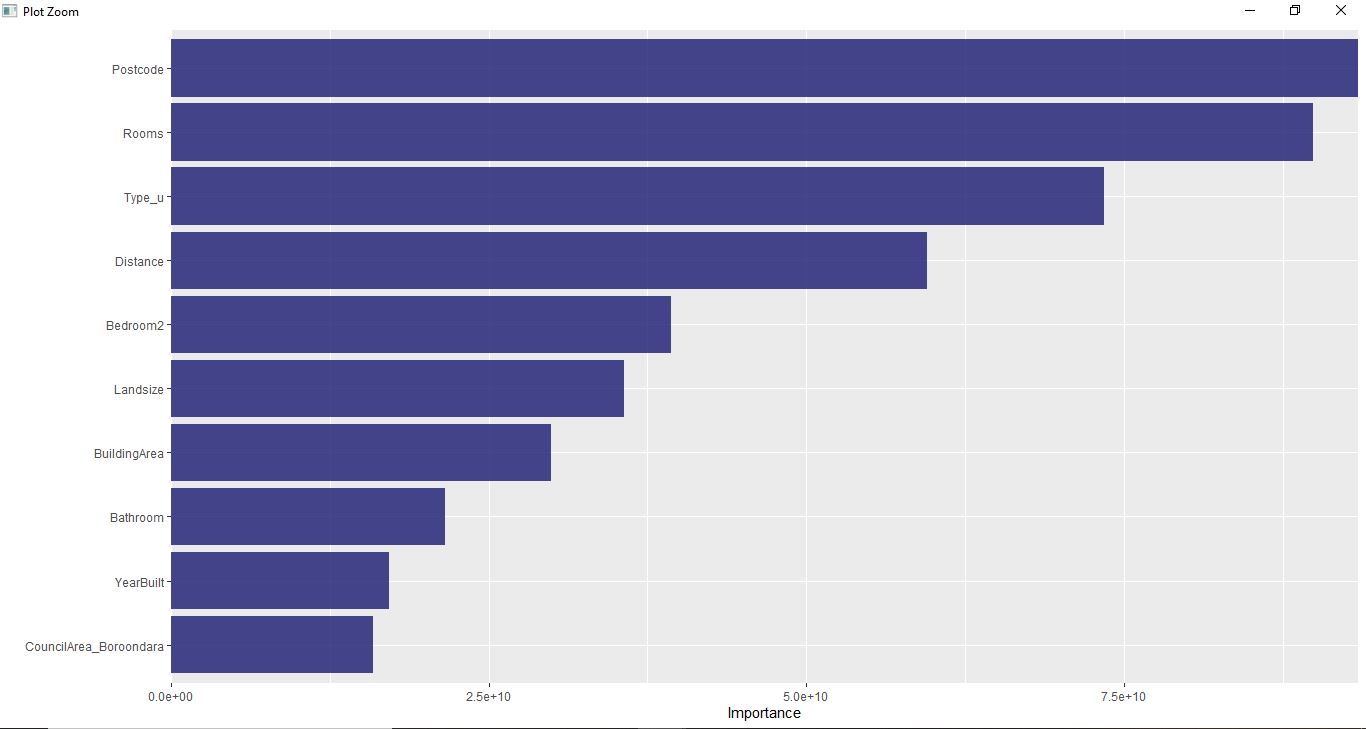 Plot Zoom
Postcode
Rooms
Type_u
Distance
Bedroom2
Landsize
BuildingArea
Bathroom
YearBuilt
CouncilArea_Boroondara
0.0e+00 2.5e+10 5.0e+10 7.5e+10
Importance